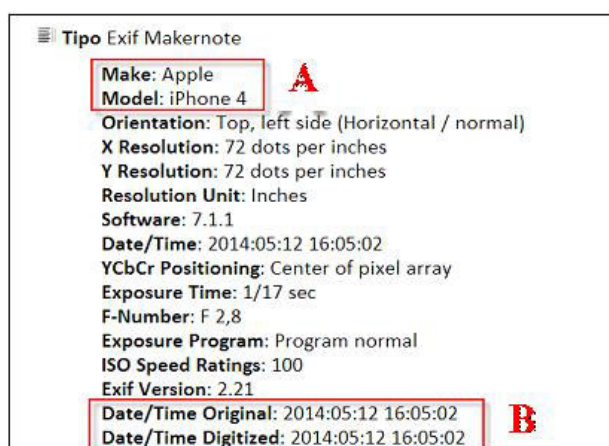 Tipo Exif Makernote
Make: Apple
A
Model: iPhone 4
Orientation: Top, left side (Horizontal / normal)
X Resolution: 72 dots per inches
Y Resolution: 72 dots per inches
Resolution Unit: Inches
Software: 7.1.1
Date/Time: 2014:05:12 16:05:02
YCbCr Positioning: Center of pixel array
Exposure Time: 1/17 sec
F-Number: F 2,8
Exposure Program: Program normal
ISO Speed Ratings: 100
Exif Version: 2.21
Date/Time Original: 2014:05:12 16:05:02
B
Date/Time Digitized: 2014:05:12 16:05:02